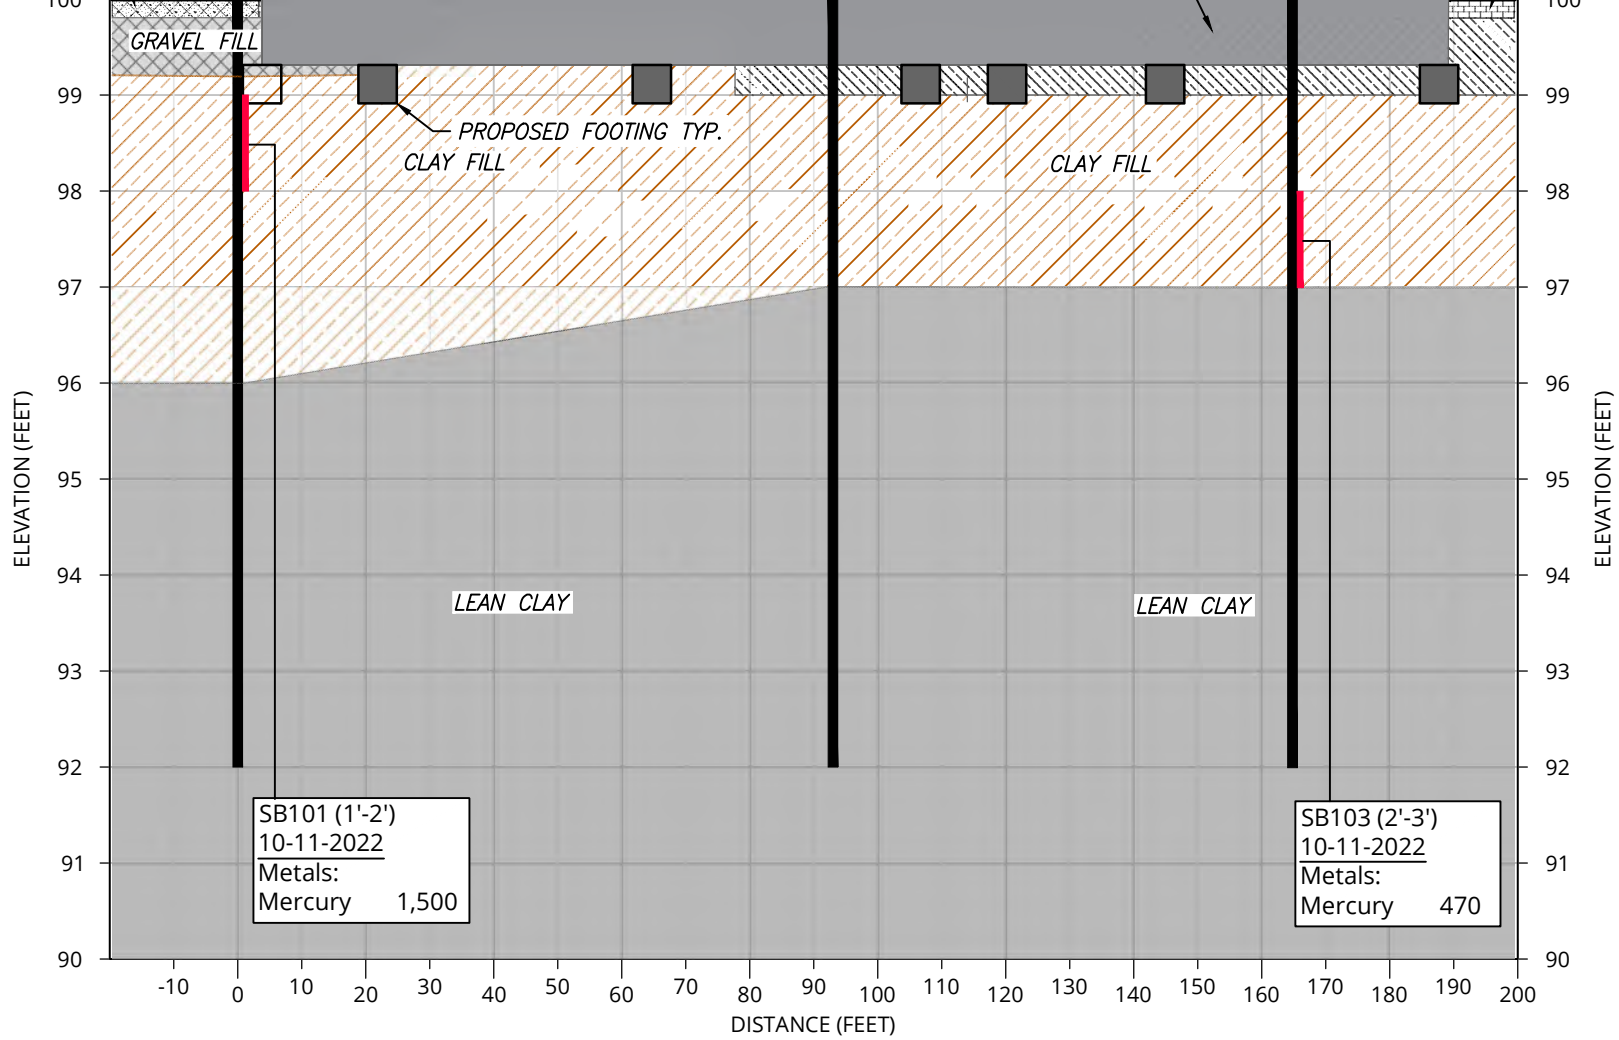 100
100
GRAVEL FILL
99
99
PROPOSED FOOTING TYP.
CLAY FILL
CLAY FILL
98
98
97
97
96
96
ELEVATION (FEET)
ELEVATION (FEET)
95
95
94
94
LEAN CLAY
LEAN CLAY
93
93
92
92
SB101 (1'-2')
10-11-2022
Metals:
Mercury 1,500
SB103 (2'-3')
10-11-2022
Metals:
Mercury 470
91
91
90
90
-10 0 10 20 30 40 50 60 70 80 90 100 110 120 130 140 150 160 170 180 190 200
DISTANCE (FEET)